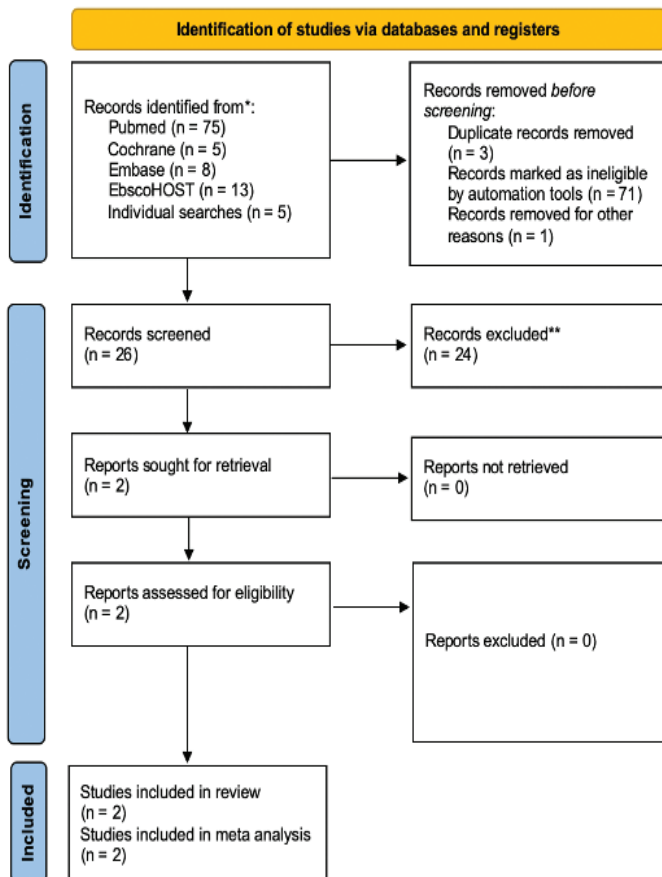 Identification of studies via databases and registers
Identification
Records identified from*:
Pubmed (n = 75)
Cochrane (n = 5)
Embase (n = 8)
EbscoHOST (n = 13)
Individual searches (n = 5)
Records removed before
screening:
Duplicate records removed
(n = 3)
Records marked as ineligible
by automation tools (n = 71)
Records removed for other
reasons (n = 1)
Screening
Records screened
(n = 26)
Records excluded**
(n = 24)
Reports sought for retrieval
(n = 2)
Reports not retrieved
(n = 0)
Reports assessed for eligibility
(n = 2)
Reports excluded (n = 0)
Included
Studies included in review
(n = 2)
Studies included in meta analysis
(n = 2)